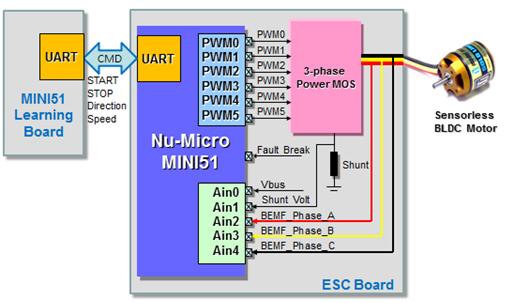 UART
MINI51
Learning
Board
CMD
START
STOP
Direction
Speed
UART
Nu-Micro
MINI51
PWM0
PWM1
PWM2
PWM3
PWM4
PWM5
PWM0
PWM1
PWM2
PWM3
PWM4
PWM5
3-phase
Power MOS
Sensorless
BLDC Motor
Fault_Break
Shunt
Ain0
Ain1
Ain2
Ain3
Ain4
Vbus
Shunt_Volt
BEMF_Phase_A
BEMF_Phase_B
BEMF_Phase_C
ESC Board